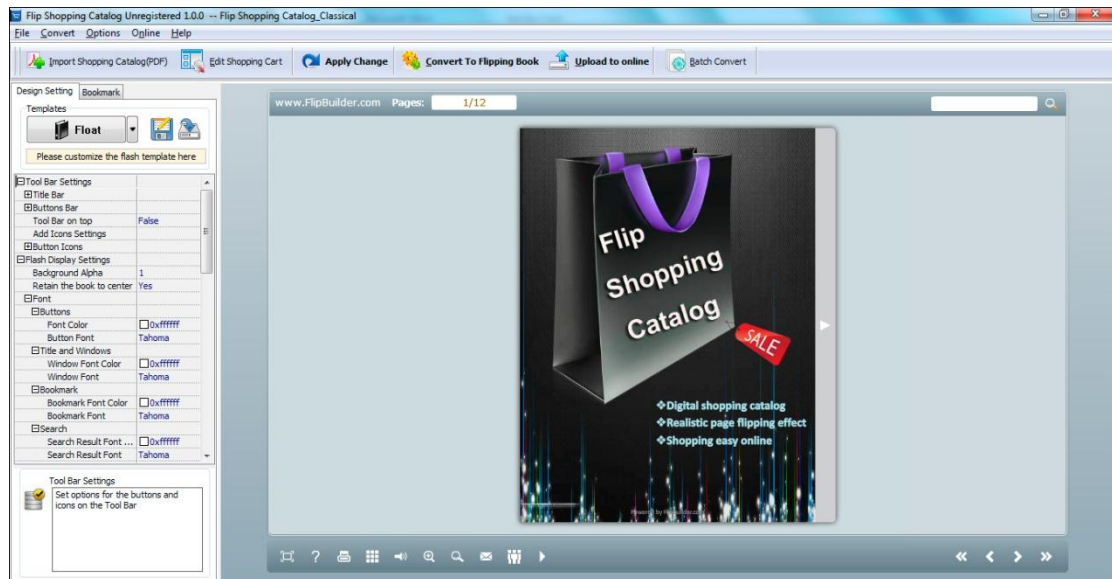 Flip Shopping Catalog Unregistered 1.0.0 -- Flip Shopping Catalog_Classical
File Convert Options Online Help
Import Shopping Catalog(PDF) Edit Shopping Cart Apply Change Convert To Flipping Book Upload to online Batch Convert
Design Setting Bookmark
Templates
Float
Please customize the flash template here
Tool Bar Settings
Title Bar
Buttons Bar
Tool Bar on top False
Add Icons Settings
Button Icons
Flash Display Settings
Background Alpha 1
Retain the book to center Yes
Font
Buttons
Font Color 0xffffff
Button Font Tahoma
Title and Windows
Window Font Color 0xffffff
Window Font Tahoma
Bookmark
Bookmark Font Color 0xffffff
Bookmark Font Tahoma
Search
Search Result Font ... 0xffffff
Search Result Font Tahoma
Tool Bar Settings
Set options for the buttons and
icons on the Tool Bar
www.FlipBuilder.com Pages: 1/12
Flip
Shopping
Catalog
SALE
❖Digital shopping catalog
❖Realistic page flipping effect
❖Shopping easy online
Powered by FlipBuilder.com